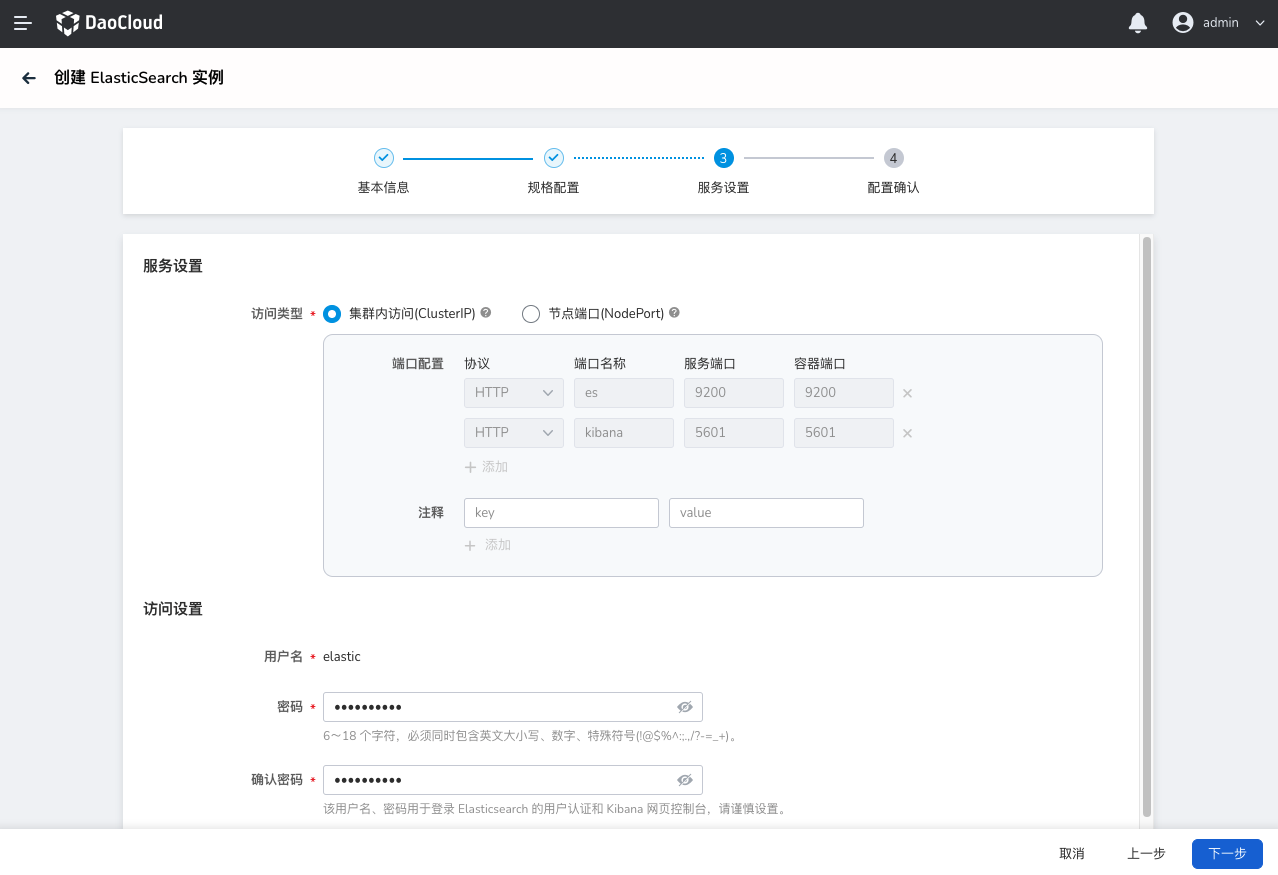 DaoCloud
admin
创建 ElasticSearch 实例
3
4
基本信息
规格配置
服务设置
配置确认
服务设置
访问类型 * 集群内访问(ClusterIP) ? 节点端口(NodePort) ?
端口配置 协议 端口名称 服务端口 容器端口
HTTP es 9200 9200 ×
HTTP kibana 5601 5601 ×
+ 添加
注释 key value
+ 添加
访问设置
用户名 * elastic
密码 * ••••••••••
6～18 个字符，必须同时包含英文大小写、数字、特殊符号(!@$%^:;.,/?-=_+)。
确认密码 * ••••••••••
该用户名、密码用于登录 Elasticsearch 的用户认证和 Kibana 网页控制台，请谨慎设置。
取消 上一步 下一步